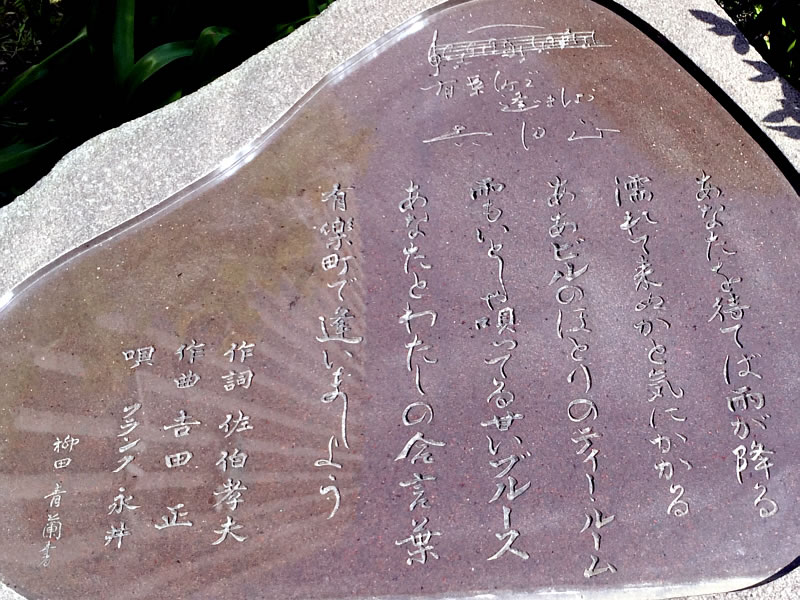 有楽町で逢いましょう
吉田正
あなたを待てば雨が降る
濡れて来ぬかと気にかかる
ああビルのほとりのティー・ルーム
雨もいとしや唄ってる甘いブルース
あなたとわたしの合言葉
有楽町で逢いましょう
作詞 佐伯孝夫
作曲 吉田 正
唄 フランク永井
柳田青蘭書